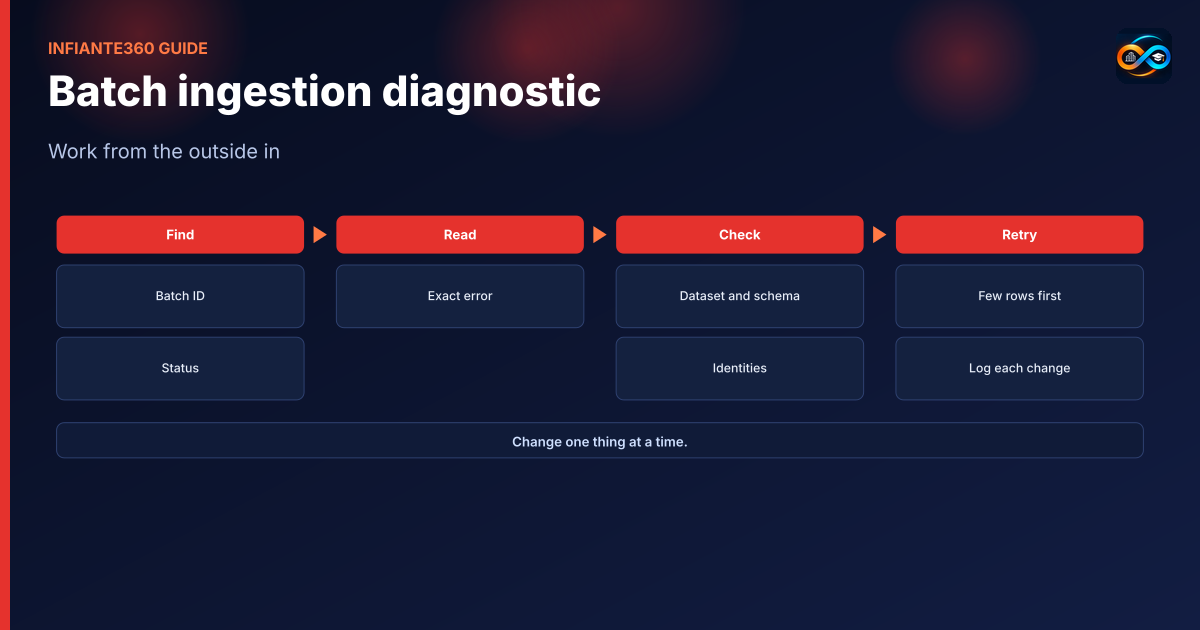 INFIANTE360 GUIDE
Batch ingestion diagnostic
Work from the outside in
Find
Read
Check
Retry
Batch ID
Exact error
Dataset and schema
Few rows first
Status
Identities
Log each change
Change one thing at a time.